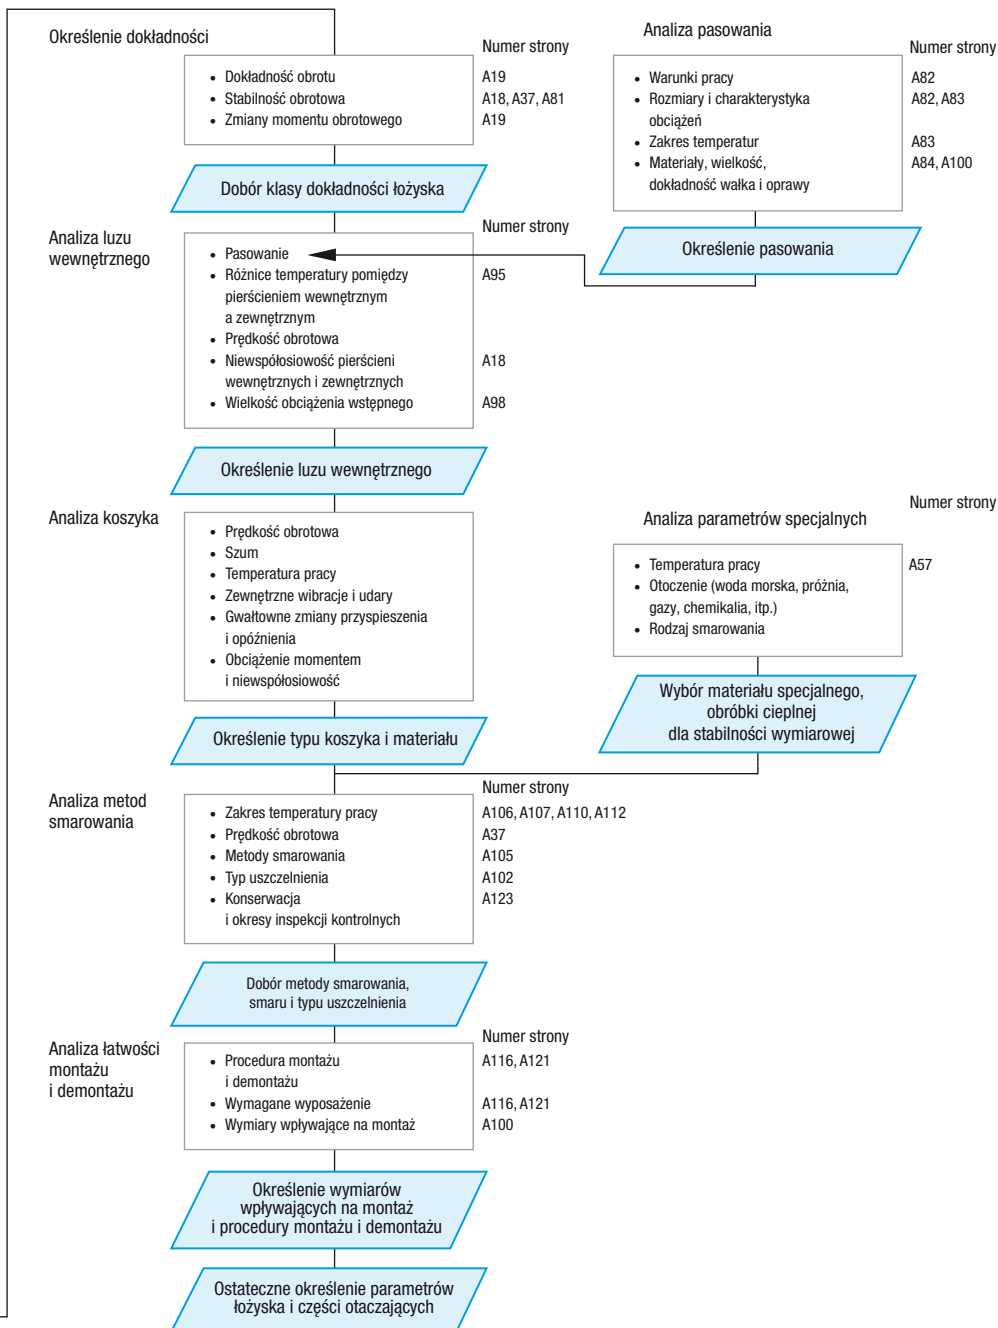 Określenie dokładności
Numer strony
• Dokładność obrotu A19
• Stabilność obrotowa A18, A37, A81
• Zmiany momentu obrotowego A19
Dobór klasy dokładności łożyska
Analiza pasowania
Numer strony
• Warunki pracy A82
• Rozmiary i charakterystyka A82, A83
obciążeń
• Zakres temperatur A83
• Materiały, wielkość, A84, A100
dokładność wałka i oprawy
Określenie pasowania
Analiza luzu
wewnętrznego
Numer strony
• Pasowanie
• Różnice temperatury pomiędzy A95
pierścieniem wewnętrznym
a zewnętrznym
• Prędkość obrotowa
• Niewspółosiowość pierścieni A18
wewnętrznych i zewnętrznych
• Wielkość obciążenia wstępnego A98
Określenie luzu wewnętrznego
Analiza koszyka
• Prędkość obrotowa
• Szum
• Temperatura pracy
• Zewnętrzne wibracje i udary
• Gwałtowne zmiany przyspieszenia
i opóźnienia
• Obciążenie momentem
i niewspółosiowość
Określenie typu koszyka i materiału
Numer strony
Analiza parametrów specjalnych
• Temperatura pracy A57
• Otoczenie (woda morska, próżnia,
gazy, chemikalia, itp.)
• Rodzaj smarowania
Wybór materiału specjalnego,
obróbki cieplnej
dla stabilności wymiarowej
Analiza metod
smarowania
Numer strony
• Zakres temperatury pracy A106, A107, A110, A112
• Prędkość obrotowa A37
• Metody smarowania A105
• Typ uszczelnienia A102
• Konserwacja A123
i okresy inspekcji kontrolnych
Dobór metody smarowania,
smaru i typu uszczelnienia
Analiza łatwości
montażu
i demontażu
Numer strony
• Procedura montażu A116, A121
i demontażu
• Wymagane wyposażenie A116, A121
• Wymiary wpływające na montaż A100
Określenie wymiarów
wpływających na montaż
i procedury montażu i demontażu
Ostateczne określenie parametrów
łożyska i części otaczających